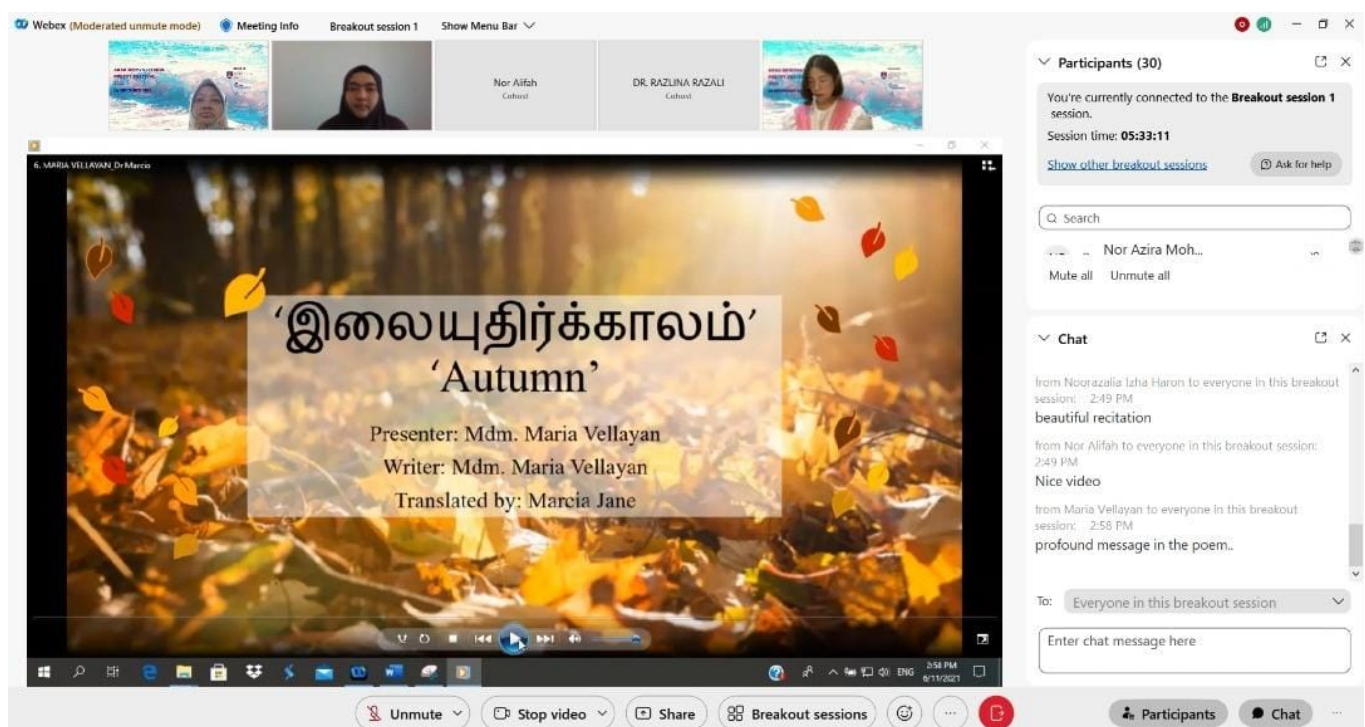 Webex (Moderated unmute mode) Meeting Info Breakout session 1 Show Menu Bar
Nor Alifah
Cohost
DR. RAZLINA RAZALI
Cohost
6. MARIA VELLAYAN_Dr Marcia
‘இலையுதிர்க்காலம்’
‘Autumn’
Presenter: Mdm. Maria Vellayan
Writer: Mdm. Maria Vellayan
Translated by: Marcia Jane
ENG
2:58 PM
6/11/2021
Participants (30)
You're currently connected to the Breakout session 1
session.
Session time: 05:33:11
Show other breakout sessions Ask for help
Search
Nor Azira Moh...
Mute all Unmute all
Chat
from Noorazalia Izha Haron to everyone in this breakout
session: 2:49 PM
beautiful recitation
from Nor Alifah to everyone in this breakout session:
2:49 PM
Nice video
from Maria Vellayan to everyone in this breakout
session: 2:58 PM
profound message in the poem..
To: Everyone in this breakout session
Enter chat message here
Unmute Stop video Share Breakout sessions Participants Chat